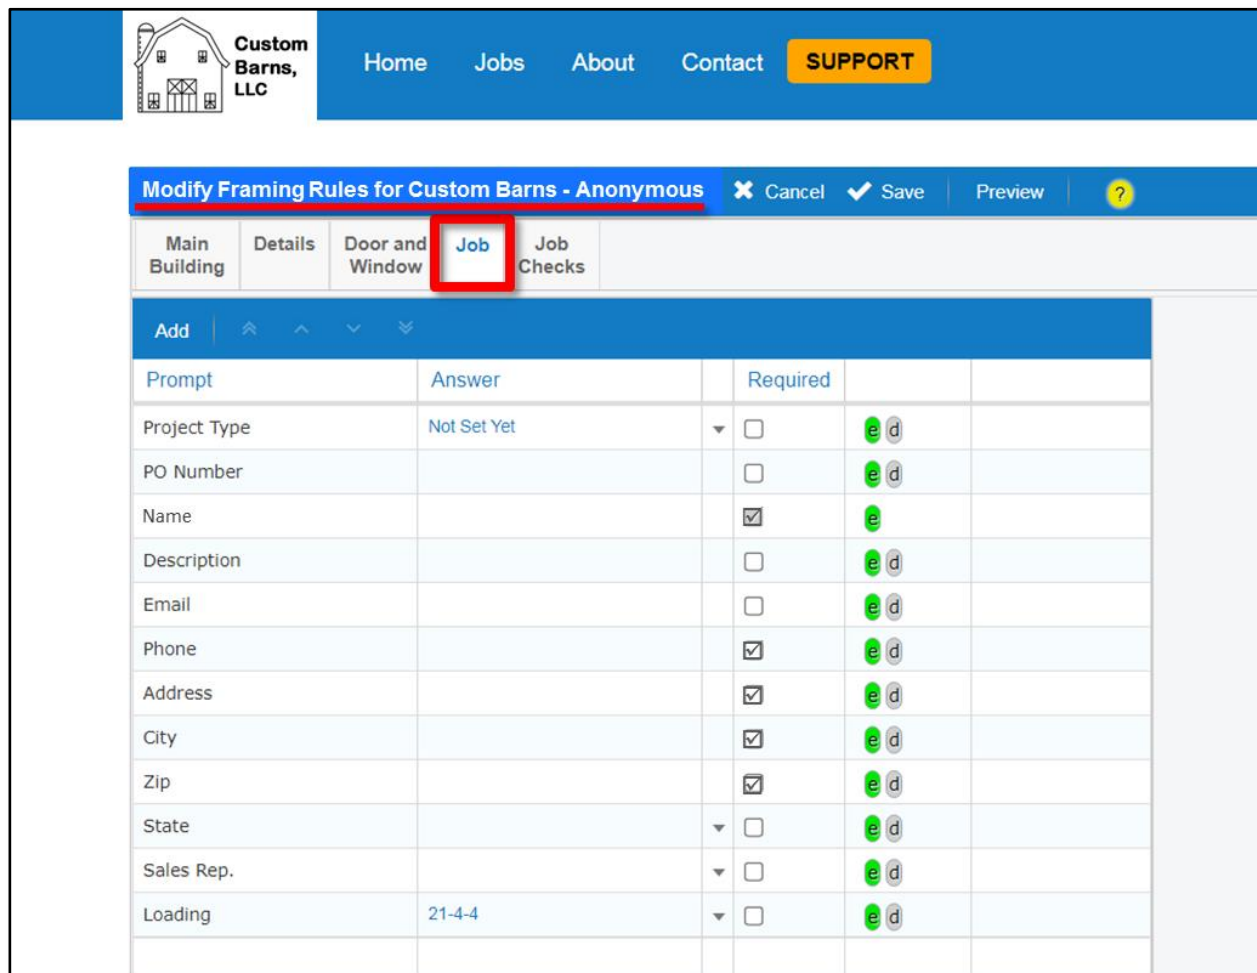 Custom
Barns,
LLC
Home Jobs About Contact SUPPORT
Modify Framing Rules for Custom Barns - Anonymous Cancel Save Preview ?
Main Building Details Door and Window Job Job Checks
Add
Prompt Answer Required
Project Type Not Set Yet e d
PO Number e d
Name e
Description e d
Email e d
Phone e d
Address e d
City e d
Zip e d
State e d
Sales Rep. e d
Loading 21-4-4 e d